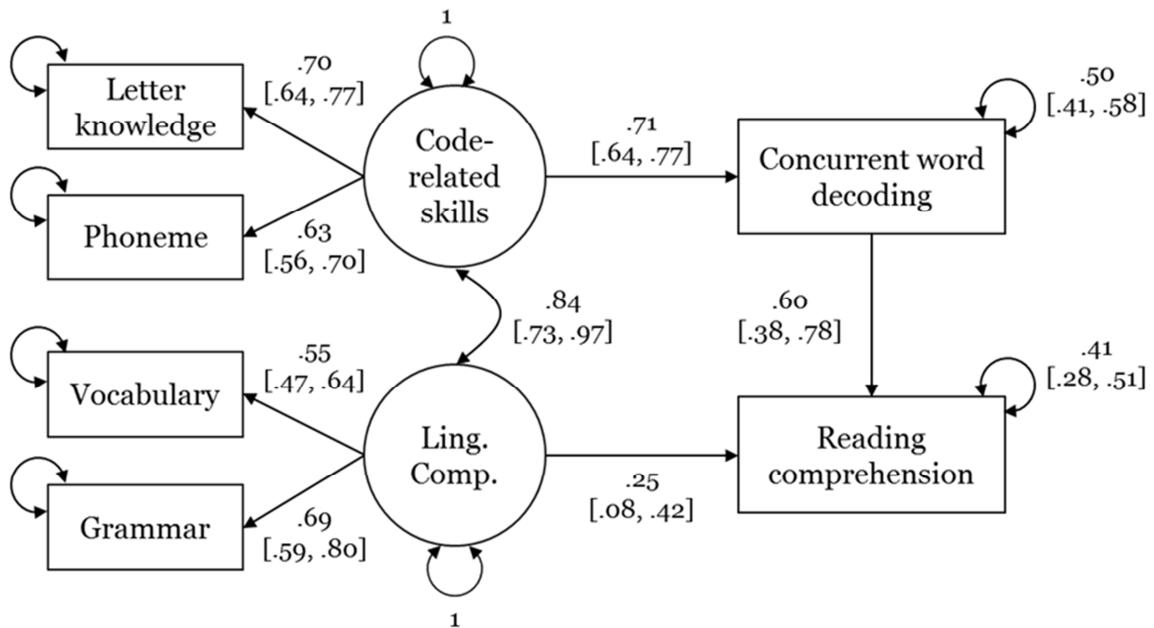 1
.70
[.64, .77]
Letter
knowledge
Code-
related
skills
.71
[.64, .77]
Concurrent word
decoding
.50
[.41, .58]
Phoneme
.63
[.56, .70]
.84
[.73, .97]
.60
[.38, .78]
Vocabulary
.55
[.47, .64]
Ling.
Comp.
.25
[.08, .42]
Reading
comprehension
.41
[.28, .51]
Grammar
.69
[.59, .80]
1